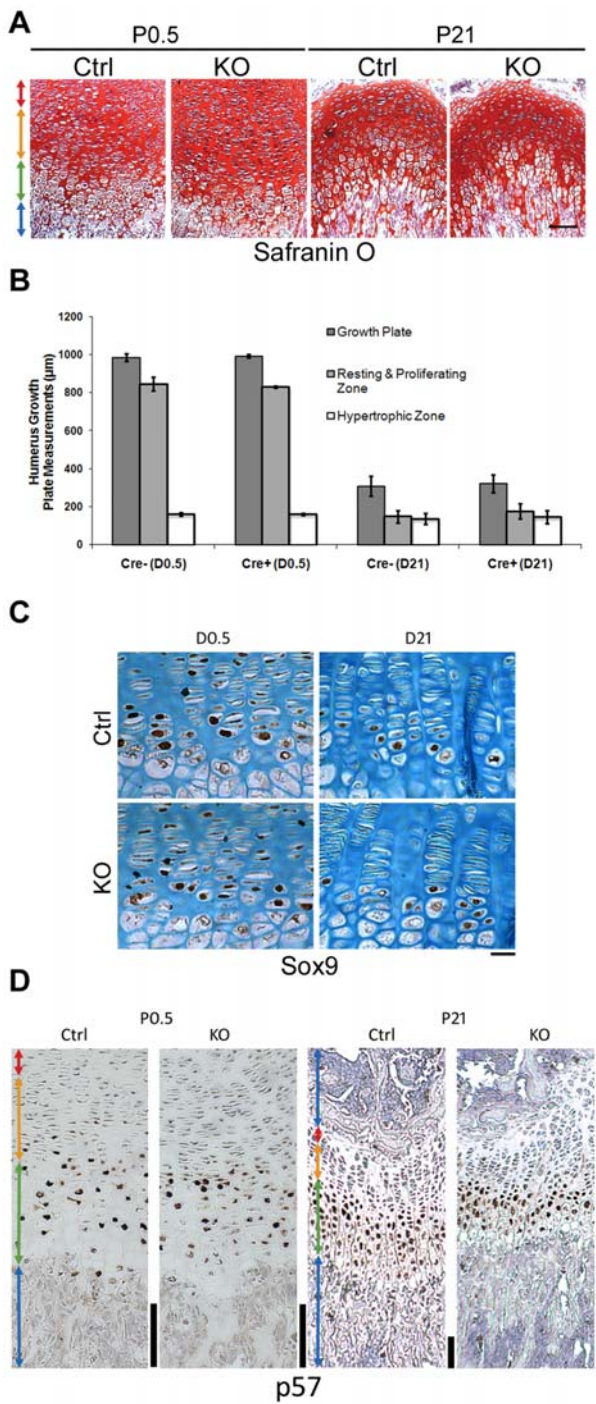 A
P0.5 P21
Ctrl KO Ctrl KO
Safranin O
B
1200
1000
800
600
400
200
0
Humerus Growth
Plate Measurements (µm)
Growth Plate
Resting & Proliferating
Zone
Hypertrophic Zone
Cre- (D0.5) Cre+ (D0.5) Cre- (D21) Cre+ (D21)
C
D0.5 D21
Ctrl
KO
Sox9
D
P0.5 P21
Ctrl KO Ctrl KO
p57